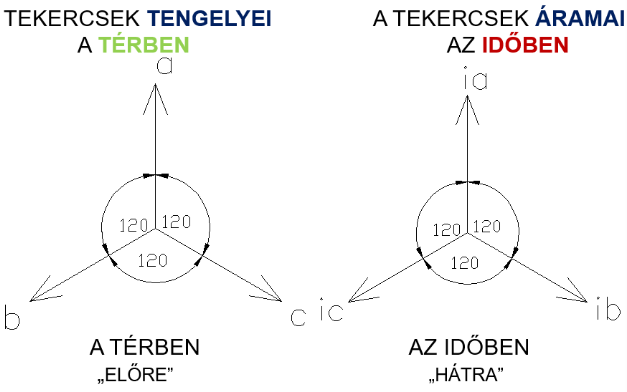 TEKERCSEK TENGELYEI
A TÉRBEN
a
120
120
120
b
c
A TÉRBEN
„ELŐRE”
A TEKERCSEK ÁRAMAI
AZ IDŐBEN
ia
120
120
120
ic
ib
AZ IDŐBEN
„HÁTRA”